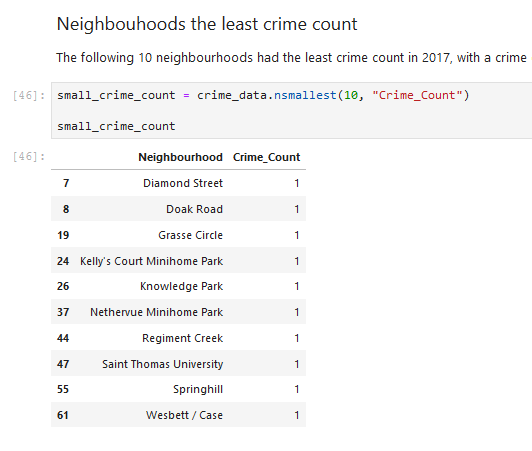 Neighbouhoods the least crime count
The following 10 neighbourhoods had the least crime count in 2017, with a crime
[46]: small_crime_count = crime_data.nsmallest(10, "Crime_Count")
small_crime_count
[46]:
Neighbourhood Crime_Count
7 Diamond Street 1
8 Doak Road 1
19 Grasse Circle 1
24 Kelly's Court Minihome Park 1
26 Knowledge Park 1
37 Nethervue Minihome Park 1
44 Regiment Creek 1
47 Saint Thomas University 1
55 Springhill 1
61 Wesbett / Case 1